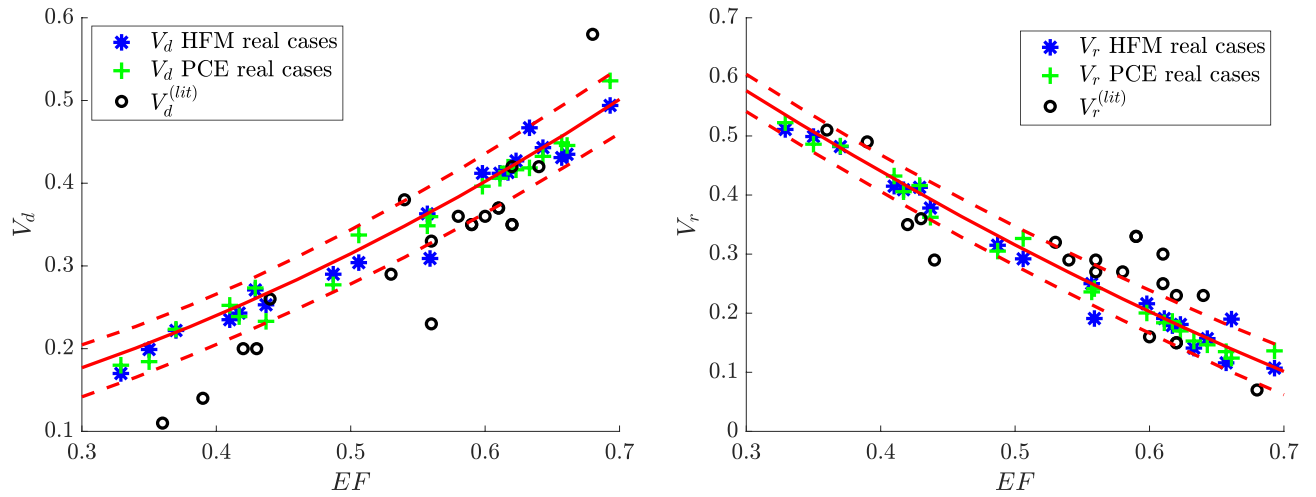 0.6
0.5
0.4
0.3
0.2
0.1
V_d
0.3
0.4
0.5
0.6
0.7
EF
V_d HFM real cases
V_d PCE real cases
V_d^(lit)
0.7
0.6
0.5
0.4
0.3
0.2
0.1
0
V_r
0.3
0.4
0.5
0.6
0.7
EF
V_r HFM real cases
V_r PCE real cases
V_r^(lit)